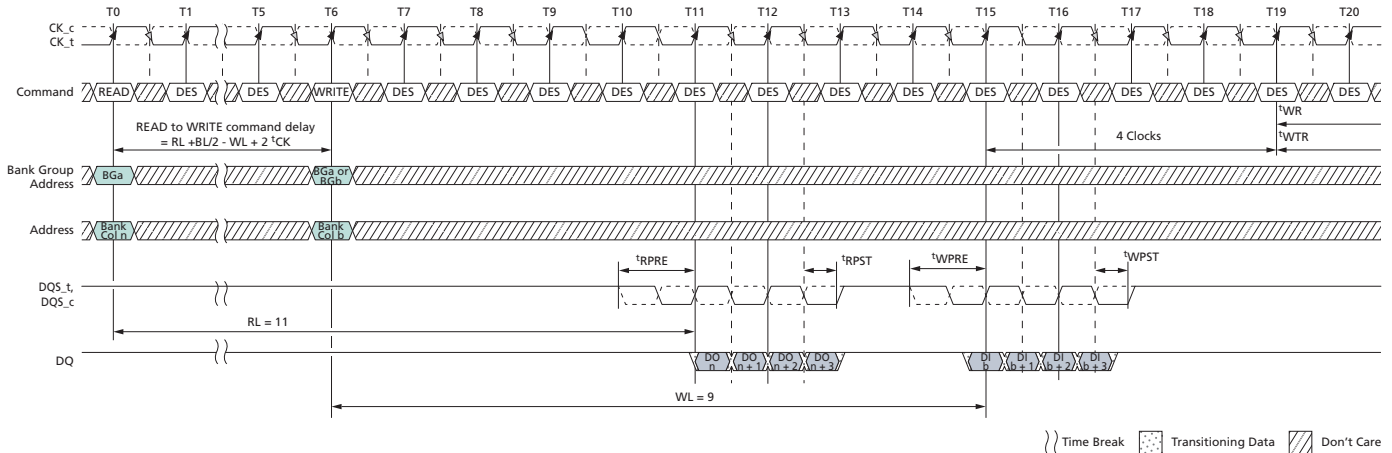 T0 T1 T5 T6 T7 T8 T9 T10 T11 T12 T13 T14 T15 T16 T17 T18 T19 T20
CK_c
CK_t
Command READ DES DES WRITE DES DES DES DES DES DES DES DES DES DES DES DES DES DES
tWR
READ to WRITE command delay
= RL +BL/2 - WL + 2 tCK
4 Clocks
tWTR
Bank Group
Address
BGa
BGa or
BGb
Address
Bank
Col n
Bank
Col b
tRPRE tRPST tWPRE tWPST
DQS_t,
DQS_c
RL = 11
DQ
DO
n
DO
n + 1
DO
n + 2
DO
n + 3
DI
b
DI
b + 1
DI
b + 2
DI
b + 3
WL = 9
Time Break Transitioning Data Don't Care